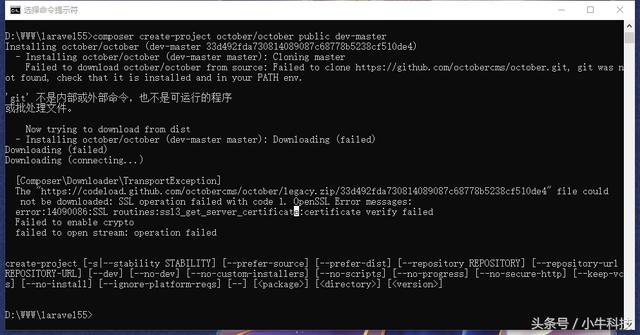 选择命令提示符
D:\WWW\laravel55>composer create-project october/october public dev-master
Installing october/october (dev-master 33d492fda730814089087c68778b5238cf510de4)
- Installing october/october (dev-master master): Cloning master
Failed to download octobercms/october from source: Failed to clone https://github.com/octobercms/october.git, git was n
ot found, check that it is installed and in your PATH env.
'git' 不是内部或外部命令，也不是可运行的程序
或批处理文件。
Now trying to download from dist
- Installing october/october (dev-master master): Downloading (failed)
Downloading (failed)
Downloading (connecting...)
[Composer\Downloader\TransportException]
The "https://codeload.github.com/octobercms/october/legacy.zip/33d492fda730814089087c68778b5238cf510de4" file could
not be downloaded: SSL operation failed with code 1. OpenSSL Error messages:
error:14090086:SSL routines:ssl3_get_server_certificate:certificate verify failed
Failed to enable crypto
failed to open stream: operation failed
create-project [-s|--stability STABILITY] [--prefer-source] [--prefer-dist] [--repository REPOSITORY] [--repository-url
REPOSITORY-URL] [--dev] [--no-dev] [--no-custom-installers] [--no-scripts] [--no-progress] [--no-secure-http] [--keep-vc
s] [--no-install] [--ignore-platform-reqs] [--] [<package>] [<directory>] [<version>]
D:\WWW\laravel55>
头条号 / 小牛科技